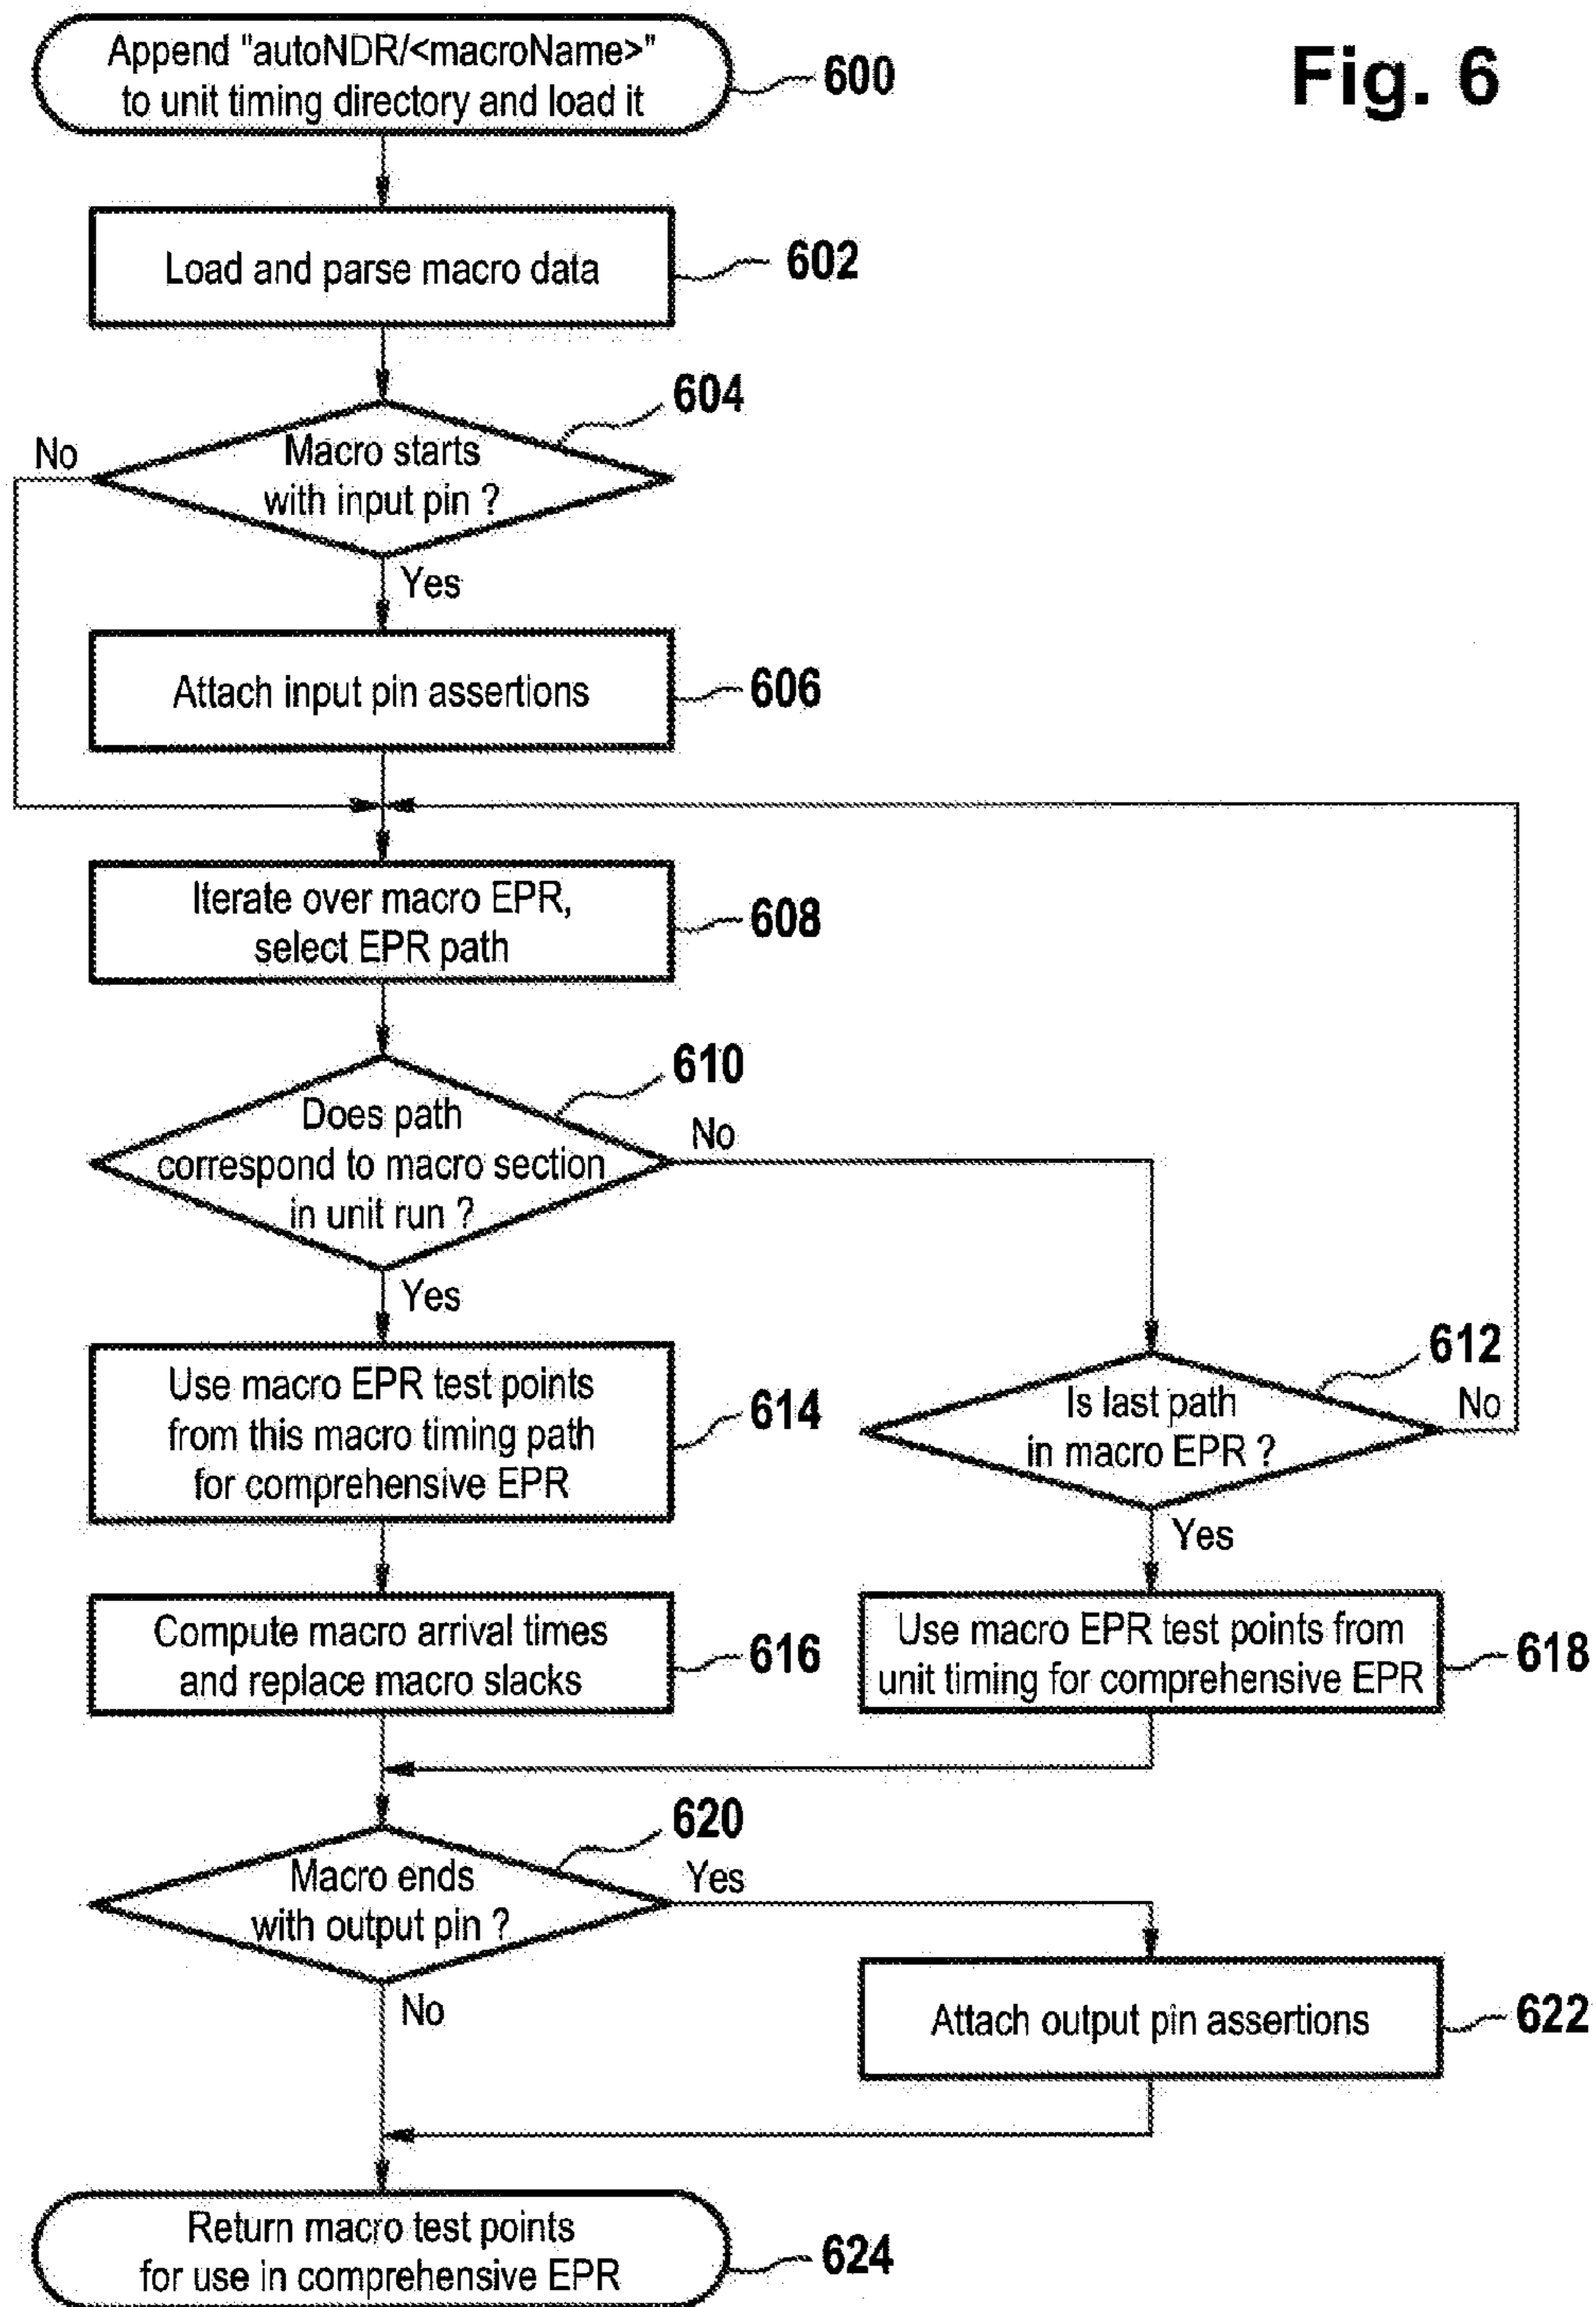 Fig. 6
Append "autoNDR/<macroName>"
to unit timing directory and load it
600
Load and parse macro data
602
604
No
Macro starts
with input pin ?
Yes
Attach input pin assertions
606
Iterate over macro EPR,
select EPR path
608
610
Does path
correspond to macro section
in unit run ?
No
Yes
612
Is last path
in macro EPR ?
No
Yes
Use macro EPR test points
from this macro timing path
for comprehensive EPR
614
Compute macro arrival times
and replace macro slacks
616
Use macro EPR test points from
unit timing for comprehensive EPR
618
620
Macro ends
with output pin ?
Yes
No
Attach output pin assertions
622
Return macro test points
for use in comprehensive EPR
624